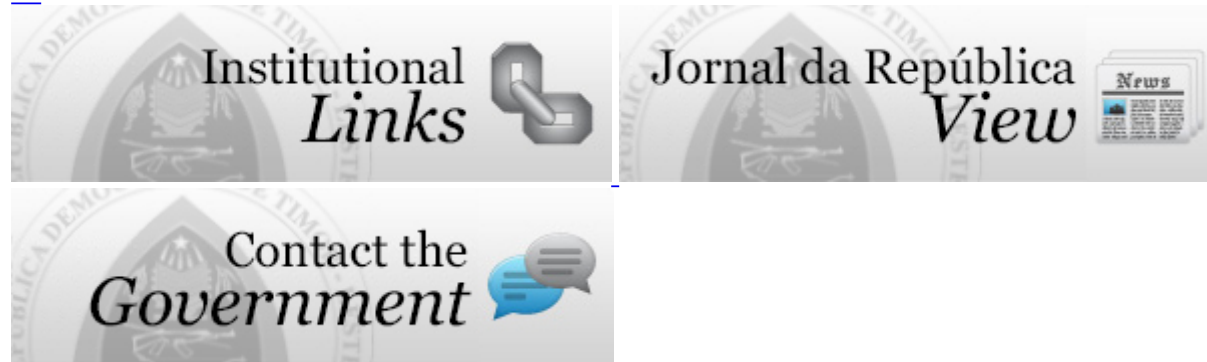 Institutional
Links
Jornal da República
View
News
Contact the
Government